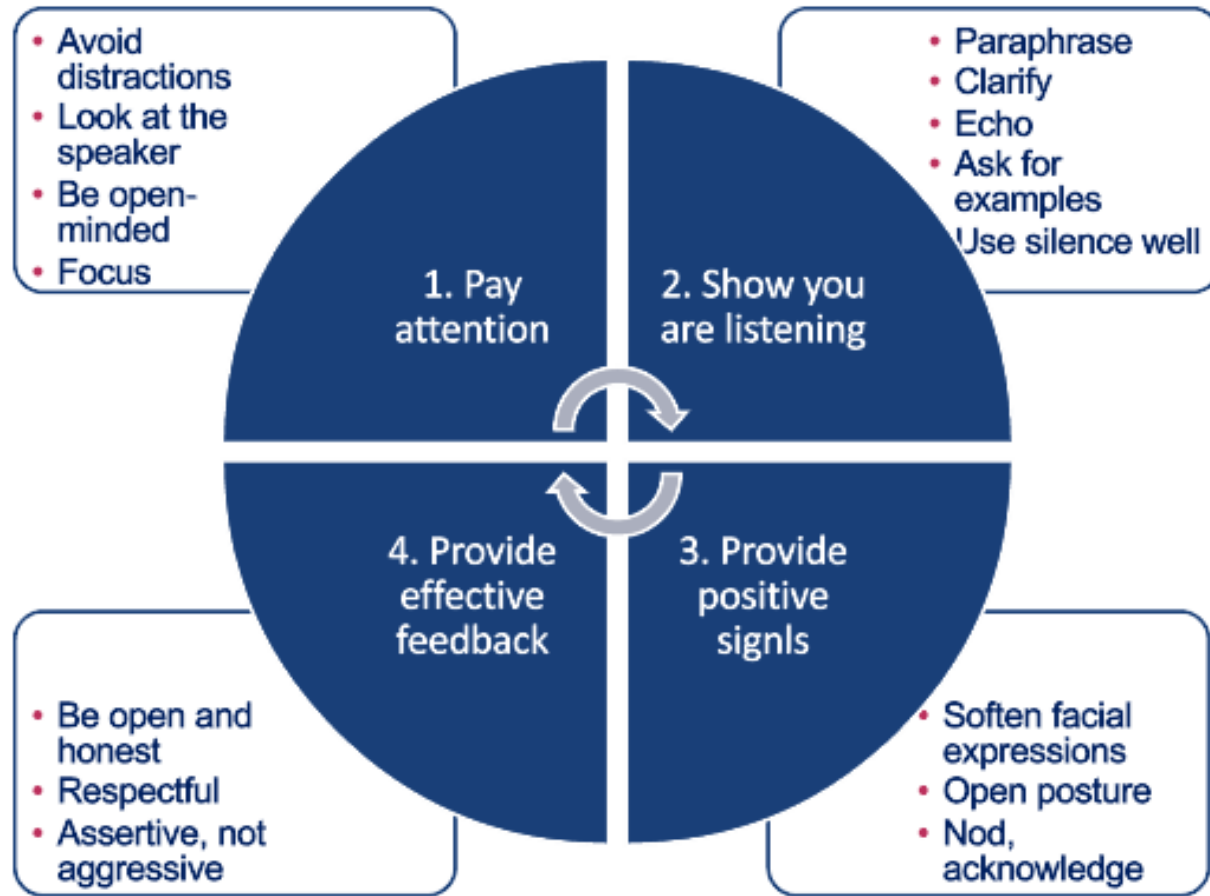 Avoid
distractions
Look at the
speaker
Be open-
minded
Focus
1. Pay
attention
Paraphrase
Clarify
Echo
Ask for
examples
Use silence well
2. Show you
are listening
3. Provide
positive
signls
Soften facial
expressions
Open posture
Nod,
acknowledge
4. Provide
effective
feedback
Be open and
honest
Respectful
Assertive, not
aggressive